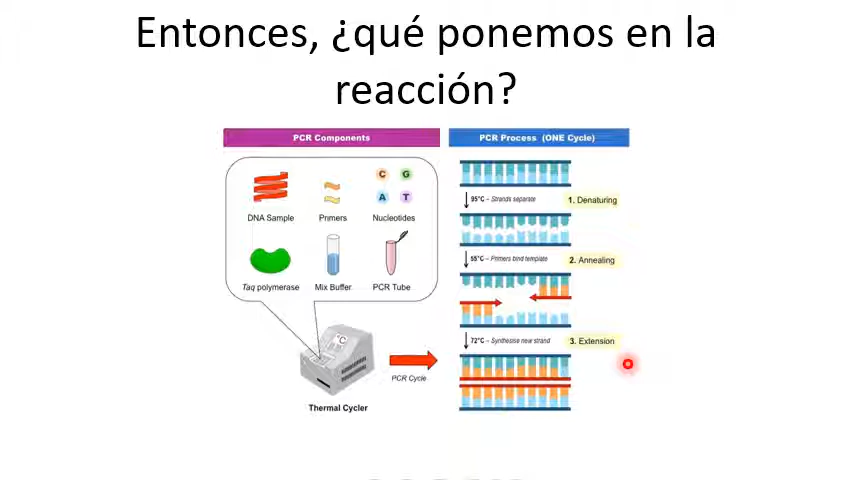 Entonces, ¿qué ponemos en la
reacción?
PCR Components
PCR Process (ONE Cycle)
C
G
A
T
DNA Sample
Primers
Nucleotides
Taq polymerase
Mix Buffer
PCR Tube
°C
Thermal Cycler
PCR Cycle
95°C – Strands separate
1. Denaturing
55°C – Primers bind template
2. Annealing
72°C – Synthesise new strand
3. Extension